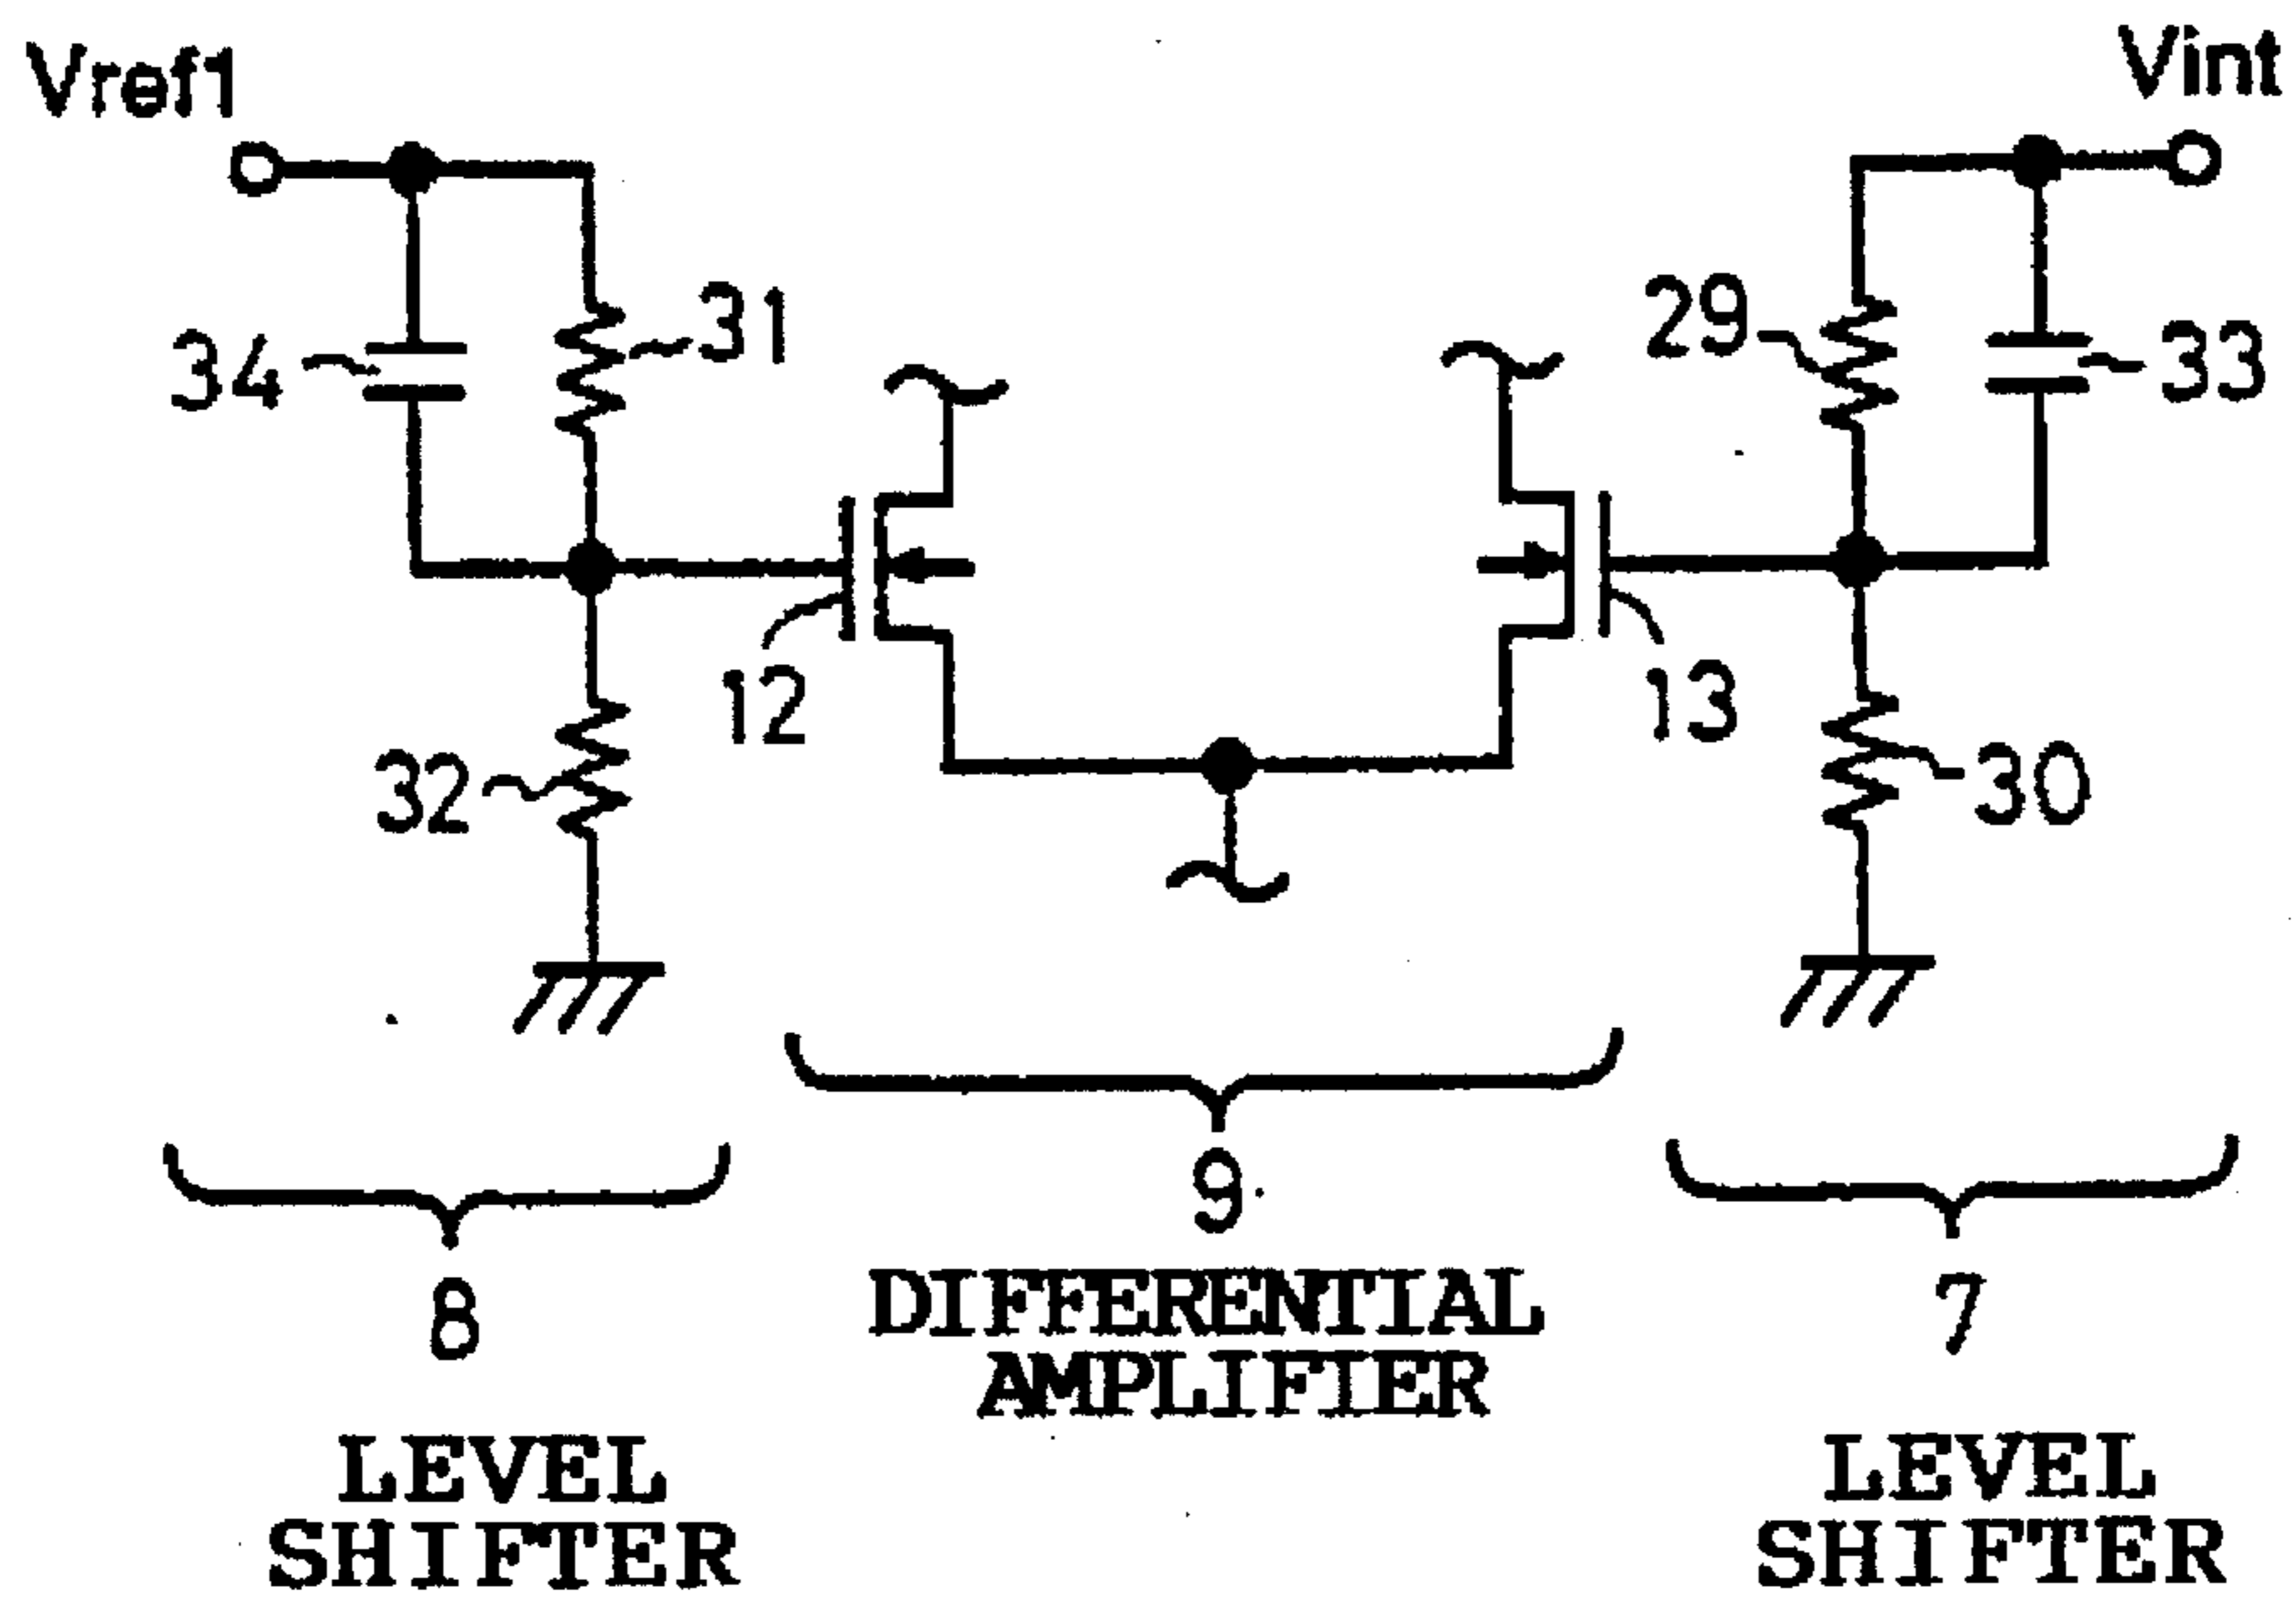 Vref1
Vint
34
31
29
33
12
13
32
30
9
8
7
DIFFERENTIAL
AMPLIFIER
LEVEL
SHIFTER
LEVEL
SHIFTER